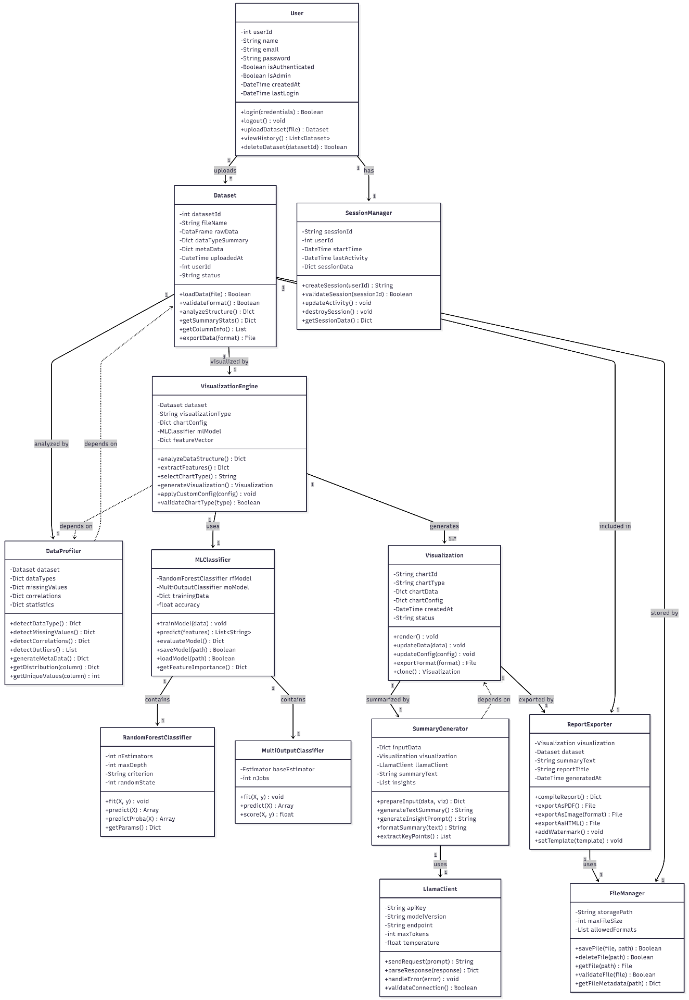 User
-int userId
-String name
-String email
-String password
-Boolean isAuthenticated
-Boolean isAdmin
-DateTime createdAt
-DateTime lastLogin
+login(credentials) : Boolean
+logout() : void
+uploadDataset(file) : Dataset
+viewHistory() : List<Dataset>
+deleteDataset(datasetId) : Boolean
1
uploads
*
1
has
1
Dataset
-int datasetId
-String fileName
-DataFrame rawData
-Dict dataTypeSummary
-Dict metaData
-DateTime uploadedAt
-int userId
-String status
+loadData(file) : Boolean
+validateFormat() : Boolean
+analyzeStructure() : Dict
+getSummaryStats() : Dict
+getColumnInfo() : List
+exportData(format) : File
SessionManager
-String sessionId
-int userId
-DateTime startTime
-DateTime lastActivity
-Dict sessionData
+createSession(userId) : String
+validateSession(sessionId) : Boolean
+updateActivity() : void
+destroySession() : void
+getSessionData() : Dict
1
1
1
visualized by
1
VisualizationEngine
-Dataset dataset
-String visualizationType
-Dict chartConfig
-MLClassifier mlModel
-Dict featureVector
+analyzeDataStructure() : Dict
+extractFeatures() : Dict
+selectChartType() : String
+generateVisualization() : Visualization
+applyCustomConfig(config) : void
+validateChartType(type) : Boolean
analyzed by
depends on
1
depends on
1
1
uses
1
generates
1..*
included in
stored by
DataProfiler
-Dataset dataset
-Dict dataTypes
-Dict missingValues
-Dict correlations
-Dict statistics
+detectDataType() : Dict
+detectMissingValues() : Dict
+detectCorrelations() : Dict
+detectOutliers() : List
+generateMetaData() : Dict
+getDistribution(column) : Dict
+getUniqueValues(column) : int
MLClassifier
-RandomForestClassifier rfModel
-MultiOutputClassifier moModel
-Dict trainingData
-float accuracy
+trainModel(data) : void
+predict(features) : List<String>
+evaluateModel() : Dict
+saveModel(path) : Boolean
+loadModel(path) : Boolean
+getFeatureImportance() : Dict
Visualization
-String chartId
-String chartType
-Dict chartData
-Dict chartConfig
-DateTime createdAt
-String status
+render() : void
+updateData(data) : void
+updateConfig(config) : void
+exportFormat(format) : File
+clone() : Visualization
1
contains
1
1
contains
1
1
summarized by
1
depends on
1
exported by
1
1
RandomForestClassifier
-int nEstimators
-int maxDepth
-String criterion
-int randomState
+fit(X, y) : void
+predict(X) : Array
+predictProba(X) : Array
+getParams() : Dict
MultiOutputClassifier
-Estimator baseEstimator
-int nJobs
+fit(X, y) : void
+predict(X) : Array
+score(X, y) : float
SummaryGenerator
-Dict inputData
-Visualization visualization
-LlamaClient llamaClient
-String summaryText
-List insights
+prepareInput(data, viz) : Dict
+generateTextSummary() : String
+generateInsightPrompt() : String
+formatSummary(text) : String
+extractKeyPoints() : List
ReportExporter
-Visualization visualization
-Dataset dataset
-String summaryText
-String reportTitle
-DateTime generatedAt
+compileReport() : Dict
+exportAsPDF() : File
+exportAsImage(format) : File
+exportAsHTML() : File
+addWatermark() : void
+setTemplate(template) : void
1
uses
1
1
uses
1
1
LlamaClient
-String apiKey
-String modelVersion
-String endpoint
-int maxTokens
-float temperature
+sendRequest(prompt) : String
+parseResponse(response) : Dict
+handleError(error) : void
+validateConnection() : Boolean
FileManager
-String storagePath
-int maxFileSize
-List allowedFormats
+saveFile(file, path) : Boolean
+deleteFile(path) : Boolean
+getFile(path) : File
+validateFile(file) : Boolean
+getFileMetadata(path) : Dict